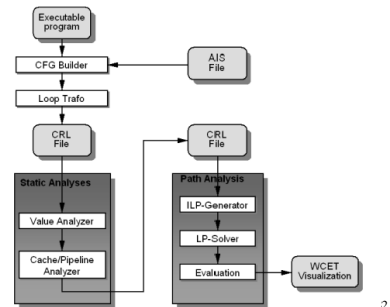 Executable
program
CFG Builder
AIS
File
Loop Trafo
CRL
File
CRL
File
Static Analyses
Path Analysis
Value Analyzer
ILP-Generator
Cache/Pipeline
Analyzer
LP-Solver
Evaluation
WCET
Visualization